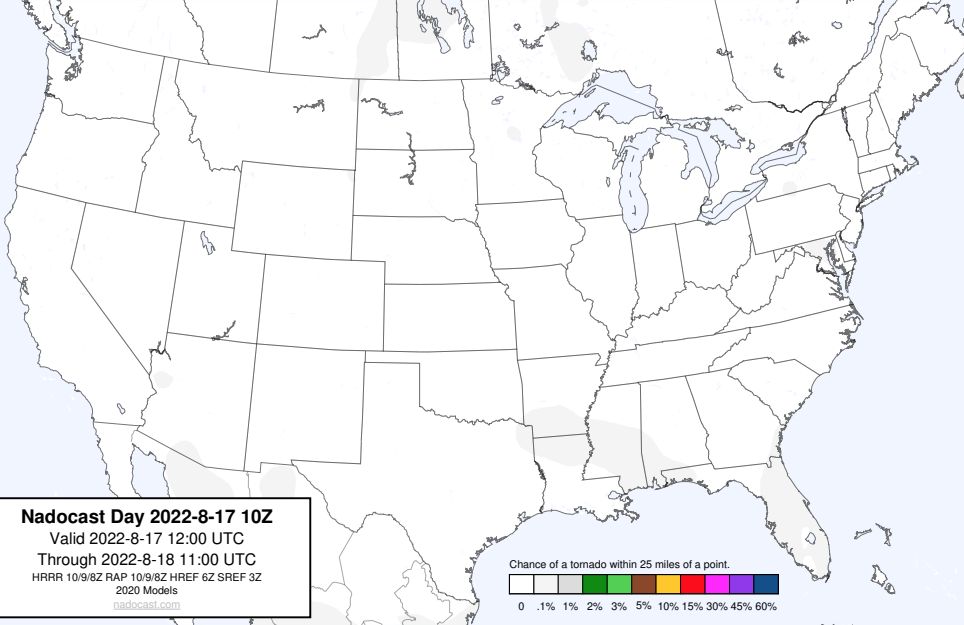 Nadocast Day 2022-8-17 10Z
Valid 2022-8-17 12:00 UTC
Through 2022-8-18 11:00 UTC
HRRR 10/9/8Z RAP 10/9/8Z HREF 6Z SREF 3Z
2020 Models
nadocast.com
Chance of a tornado within 25 miles of a point.
0 .1% 1% 2% 3% 5% 10% 15% 30% 45% 60%